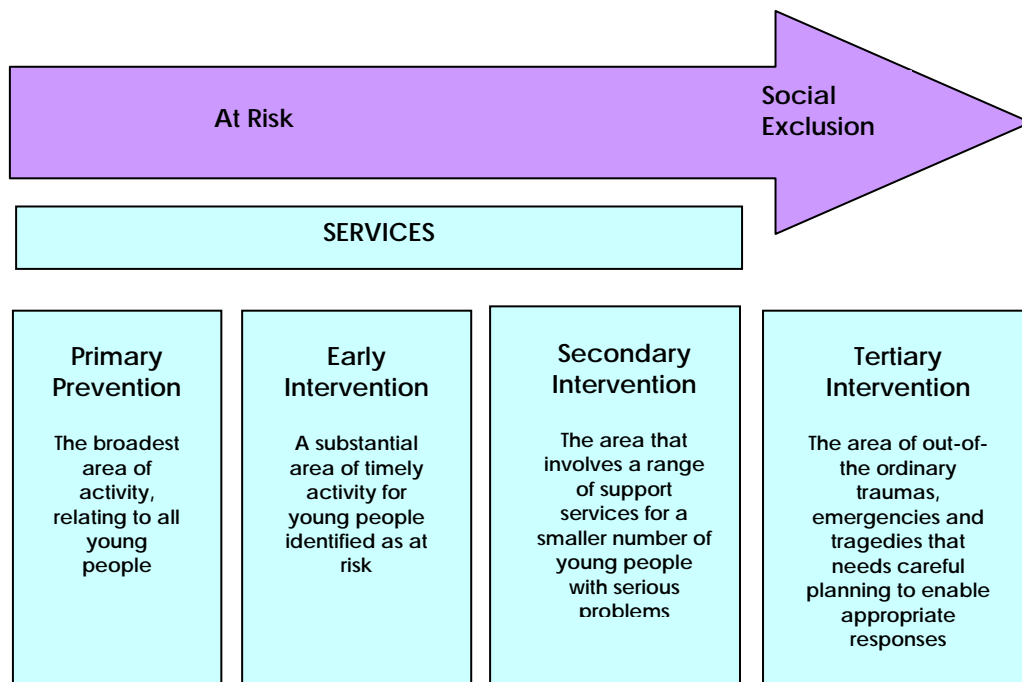 At Risk
Social
Exclusion
SERVICES
Primary
Prevention
The broadest
area of
activity,
relating to all
young
people
Early
Intervention
A substantial
area of timely
activity for
young people
identified as at
risk
Secondary
Intervention
The area that
involves a range
of support
services for a
smaller number of
young people
with serious
problems
Tertiary
Intervention
The area of out-of-
the ordinary
traumas,
emergencies and
tragedies that
needs careful
planning to enable
appropriate
responses